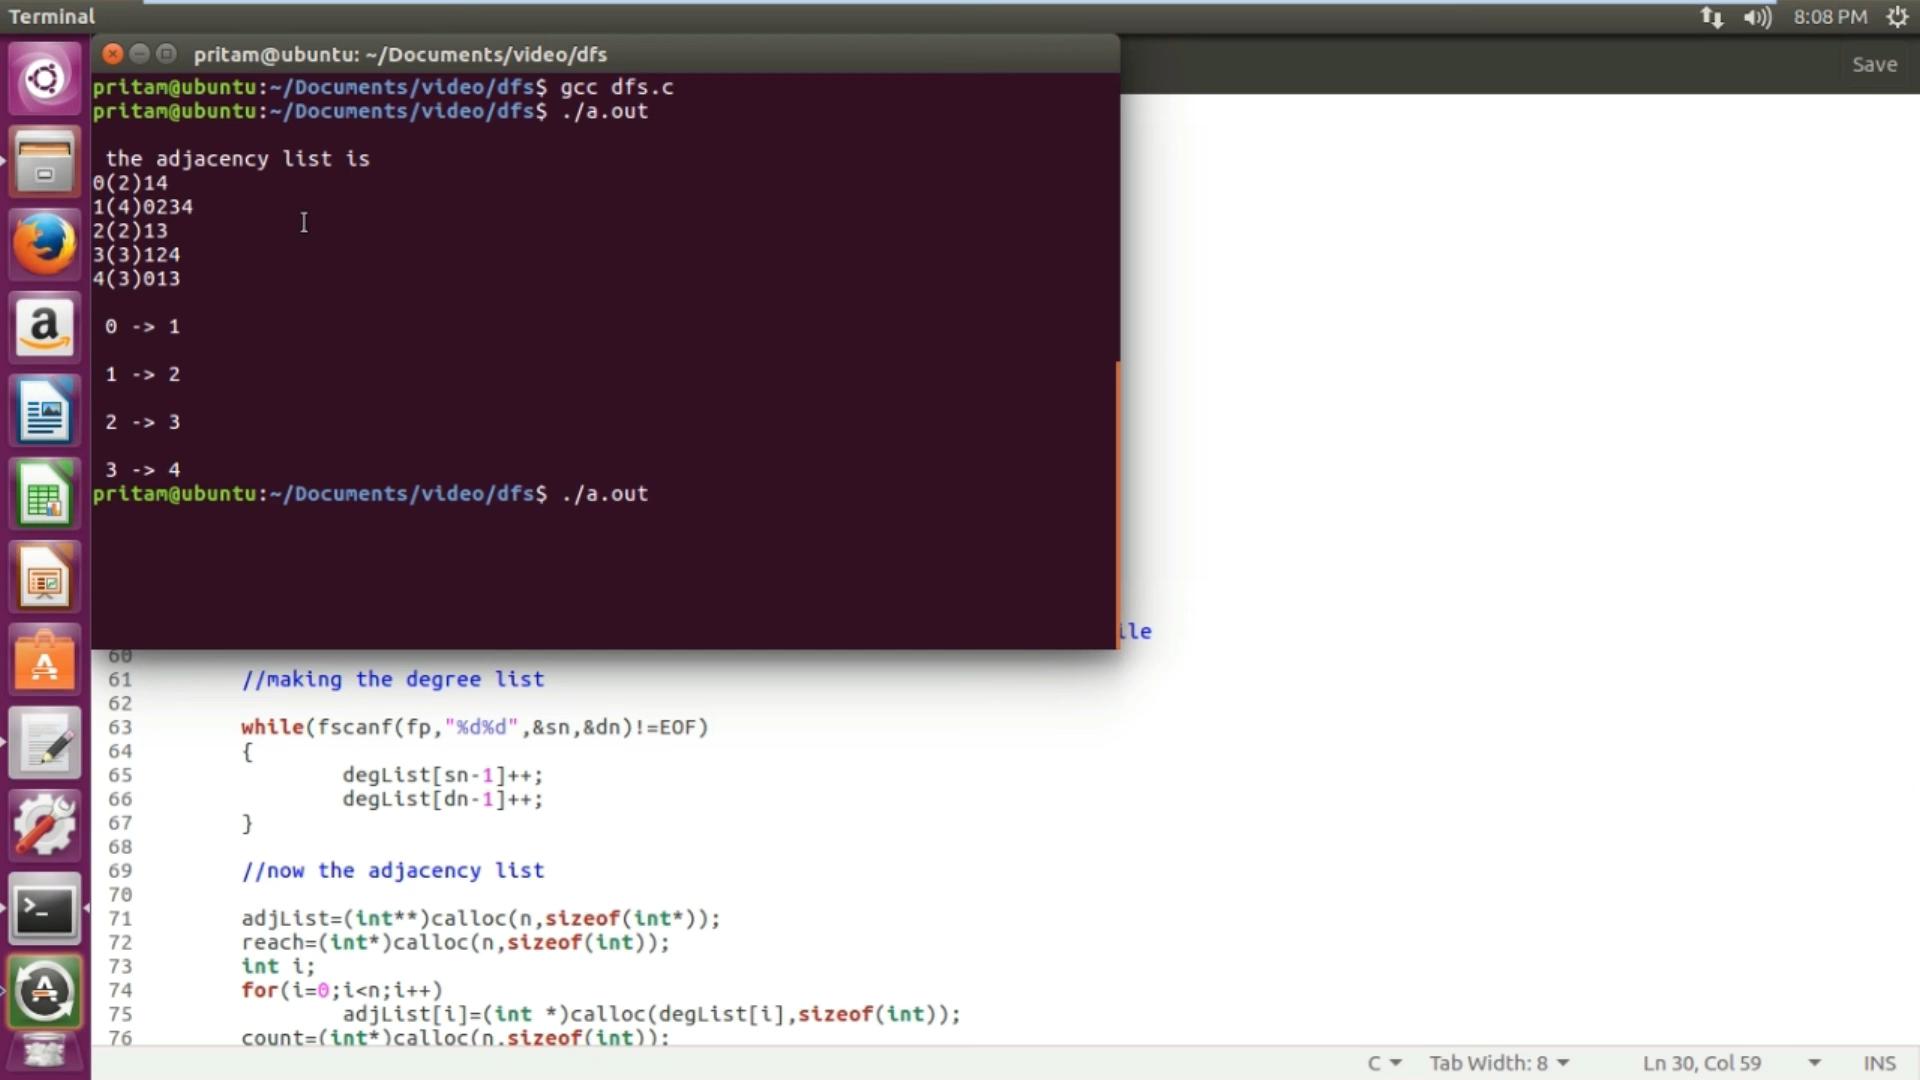 Terminal
8:08 PM
pritam@ubuntu: ~/Documents/video/dfs
Save
pritam@ubuntu:~/Documents/video/dfs$ gcc dfs.c
pritam@ubuntu:~/Documents/video/dfs$ ./a.out
the adjacency list is
0(2)14
1(4)0234
2(2)13
3(3)124
4(3)013
0 -> 1
1 -> 2
2 -> 3
3 -> 4
pritam@ubuntu:~/Documents/video/dfs$ ./a.out
ile
60
61 //making the degree list
62
63 while(fscanf(fp,"%d%d",&sn,&dn)!=EOF)
64 {
65 degList[sn-1]++;
66 degList[dn-1]++;
67 }
68
69 //now the adjacency list
70
71 adjList=(int**)calloc(n,sizeof(int*));
72 reach=(int*)calloc(n,sizeof(int));
73 int i;
74 for(i=0;i<n;i++)
75 adjList[i]=(int *)calloc(degList[i],sizeof(int));
76 count=(int*)calloc(n,sizeof(int));
C Tab Width: 8 Ln 30, Col 59 INS